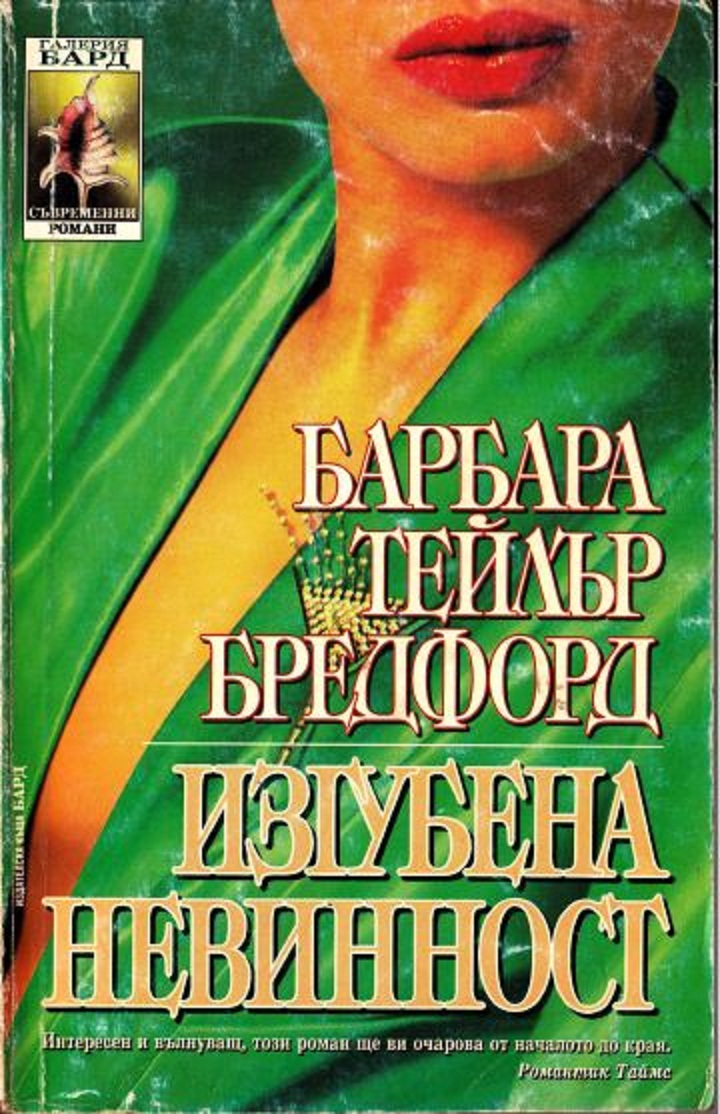 ГАЛЕРИЯ
БАРД
СЪВРЕМЕННИ
РОМАНИ
БАРБАРА
ТЕЙЛЪР
БРЕДФОРД
ИЗГУБЕНА
НЕВИННОСТ
ИЗДАТЕЛСКА КЪЩА БАРД
Интересен и вълнуващ, този роман ще ви очарова от началото до края.
Романтик Таймс